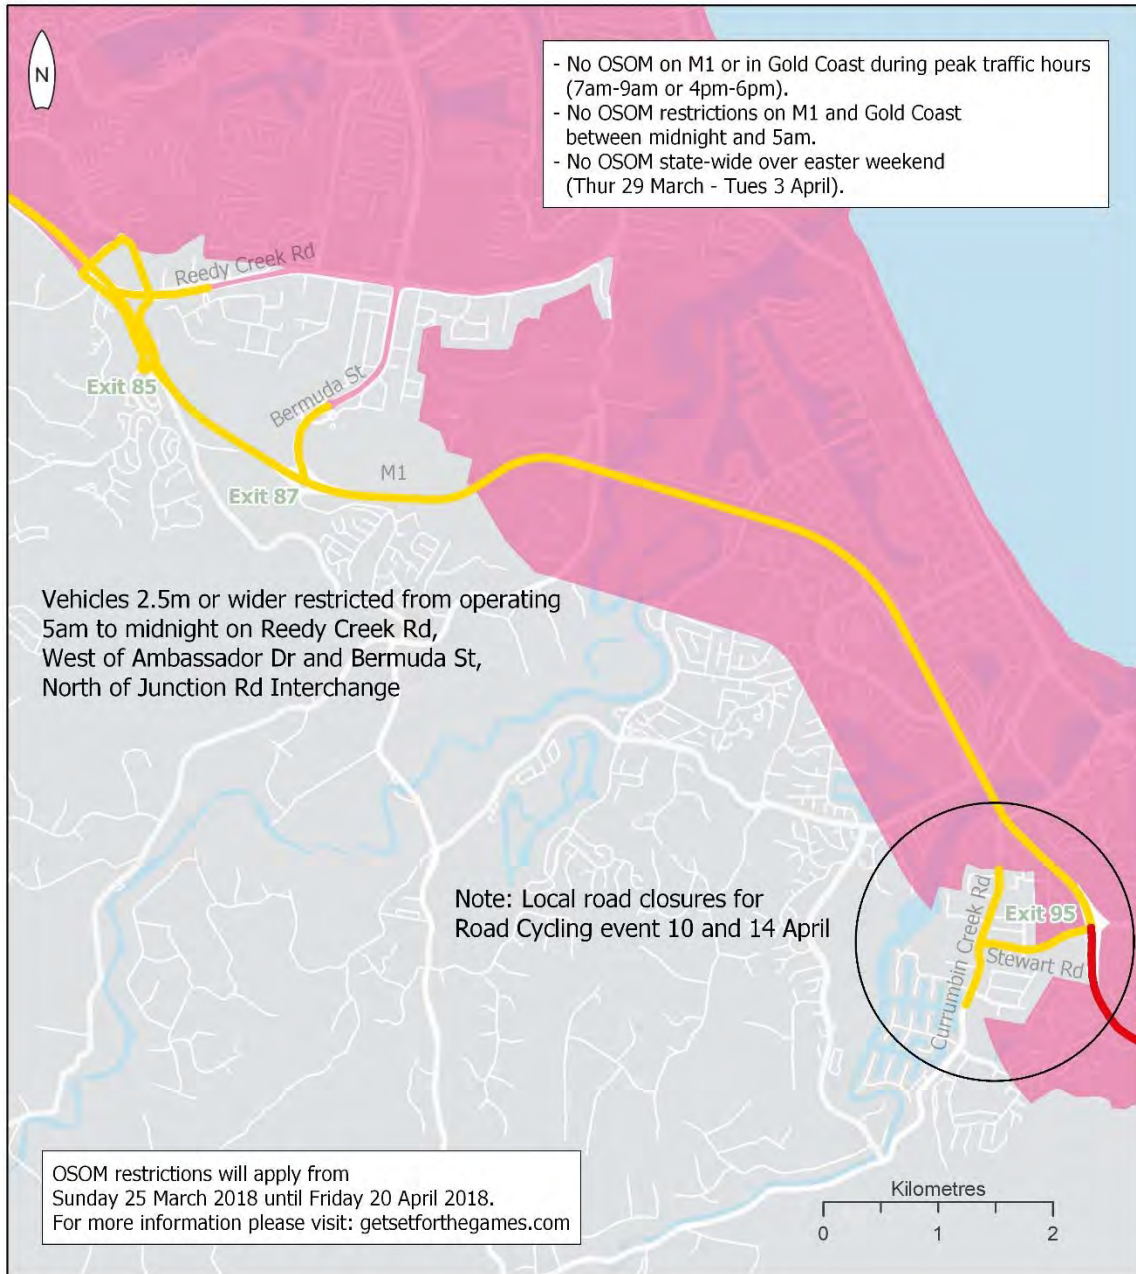 N
- No OSOM on M1 or in Gold Coast during peak traffic hours
(7am-9am or 4pm-6pm).
- No OSOM restrictions on M1 and Gold Coast
between midnight and 5am.
- No OSOM state-wide over easter weekend
(Thur 29 March - Tues 3 April).
Reedy Creek Rd
Exit 85
Bermuda St
M1
Exit 87
Vehicles 2.5m or wider restricted from operating
5am to midnight on Reedy Creek Rd,
West of Ambassador Dr and Bermuda St,
North of Junction Rd Interchange
Note: Local road closures for
Road Cycling event 10 and 14 April
Currumbin Creek Rd
Exit 95
Stewart Rd
OSOM restrictions will apply from
Sunday 25 March 2018 until Friday 20 April 2018.
For more information please visit: getsetforthegames.com
Kilometres
0 1 2